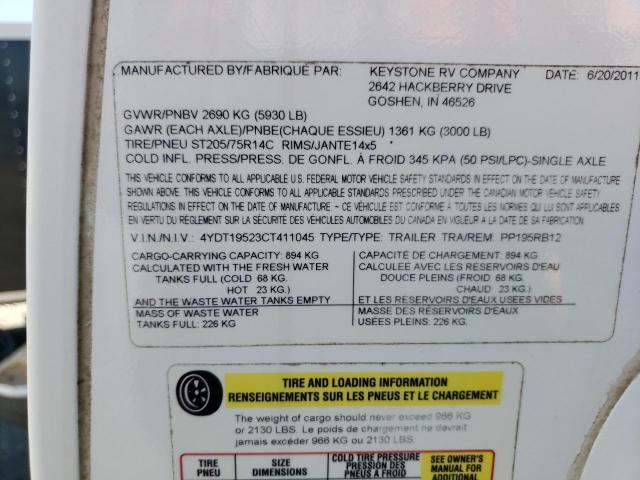 MANUFACTURED BY/FABRIQUÉ PAR: KEYSTONE RV COMPANY DATE: 6/20/2011
2642 HACKBERRY DRIVE
GOSHEN, IN 46526
GVWR/PNBV 2690 KG (5930 LB)
GAWR (EACH AXLE)/PNBE(CHAQUE ESSIEU) 1361 KG (3000 LB)
TIRE/PNEU ST205/75R14C RIMS/JANTE14x5
COLD INFL. PRESS/PRESS. DE GONFL. À FROID 345 KPA (50 PSI/LPC)-SINGLE AXLE
THIS VEHICLE CONFORMS TO ALL APPLICABLE U.S. FEDERAL MOTOR VEHICLE SAFETY STANDARDS IN EFFECT ON THE DATE OF MANUFACTURE
SHOWN ABOVE. THIS VEHICLE CONFORMS TO ALL APPLICABLE STANDARDS PRESCRIBED UNDER THE CANADIAN MOTOR VEHICLE SAFETY
REGULATIONS IN EFFECT ON THE DATE OF MANUFACTURE ~ CE VÉHICULE EST CONFORME À TOUTES LES NORMES QUI LUI SONT APPLICABLES
EN VERTU DU RÈGLEMENT SUR LA SÉCURITÉ DES VÉHICULES AUTOMOBILES DU CANADA EN VIGUEUR À LA DATE DE SA FABRICATION
V.I.N./N.I.V.: 4YDT19523CT411045 TYPE/TYPE: TRAILER TRA/REM: PP195RB12
CARGO-CARRYING CAPACITY: 894 KG
CALCULATED WITH THE FRESH WATER
TANKS FULL (COLD 68 KG.
HOT 23 KG.)
AND THE WASTE WATER TANKS EMPTY
MASS OF WASTE WATER
TANKS FULL: 226 KG
CAPACITÉ DE CHARGEMENT: 894 KG
CALCULÉE AVEC LES RÉSERVOIRS D'EAU
DOUCE PLEINS (FROID: 68 KG.
CHAUD 23 KG.)
ET LES RÉSERVOIRS D'EAUX USÉES VIDES
MASSE DES RÉSERVOIRS D'EAUX
USÉES PLEINS: 226 KG
TIRE AND LOADING INFORMATION
RENSEIGNEMENTS SUR LES PNEUS ET LE CHARGEMENT
The weight of cargo should never exceed 966 KG
or 2130 LBS. Le poids de chargement ne devrait
jamais excéder 966 KG ou 2130 LBS.
TIRE
PNEU
SIZE
DIMENSIONS
COLD TIRE PRESSURE
PRESSION DES
PNEUS À FROID
SEE OWNER'S
MANUAL FOR
ADDITIONAL